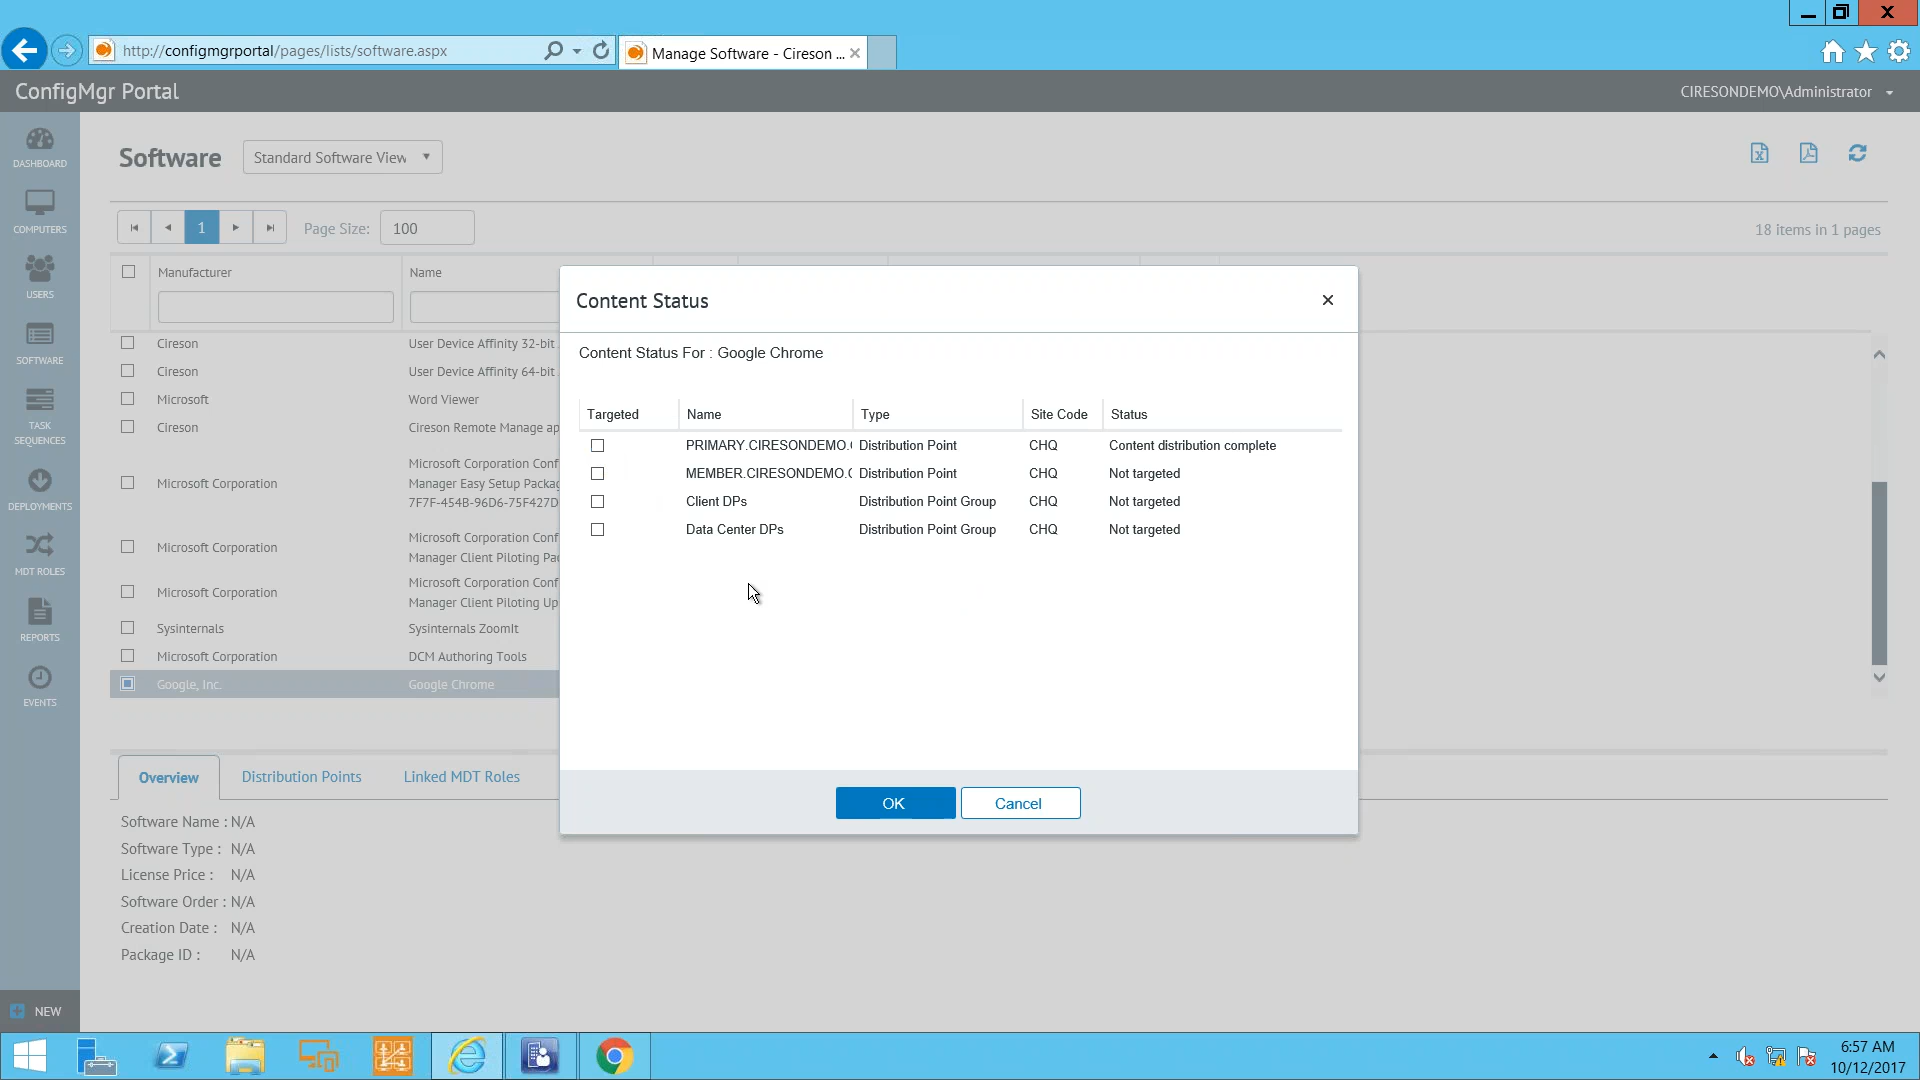 http://configmgrportal/pages/lists/software.aspx
Manage Software - Cireson ...
ConfigMgr Portal
CIRESONDEMO\Administrator
DASHBOARD
COMPUTERS
USERS
SOFTWARE
TASK
SEQUENCES
DEPLOYMENTS
MDT ROLES
REPORTS
EVENTS
NEW
Software
Standard Software View
1
Page Size:
100
18 items in 1 pages
Manufacturer
Name
Cireson
User Device Affinity 32-bit
Cireson
User Device Affinity 64-bit
Microsoft
Word Viewer
Cireson
Cireson Remote Manage ap
Microsoft Corporation
Microsoft Corporation Conf
Manager Easy Setup Packag
7F7F-454B-96D6-75F427D
Microsoft Corporation
Microsoft Corporation Conf
Manager Client Piloting Pa
Microsoft Corporation
Microsoft Corporation Conf
Manager Client Piloting Up
Sysinternals
Sysinternals ZoomIt
Microsoft Corporation
DCM Authoring Tools
Google, Inc.
Google Chrome
Content Status
Content Status For : Google Chrome
Targeted
Name
Type
Site Code
Status
PRIMARY.CIRESONDEMO.
Distribution Point
CHQ
Content distribution complete
MEMBER.CIRESONDEMO.
Distribution Point
CHQ
Not targeted
Client DPs
Distribution Point Group
CHQ
Not targeted
Data Center DPs
Distribution Point Group
CHQ
Not targeted
OK
Cancel
Overview
Distribution Points
Linked MDT Roles
Software Name : N/A
Software Type : N/A
License Price : N/A
Software Order : N/A
Creation Date : N/A
Package ID : N/A
6:57 AM
10/12/2017